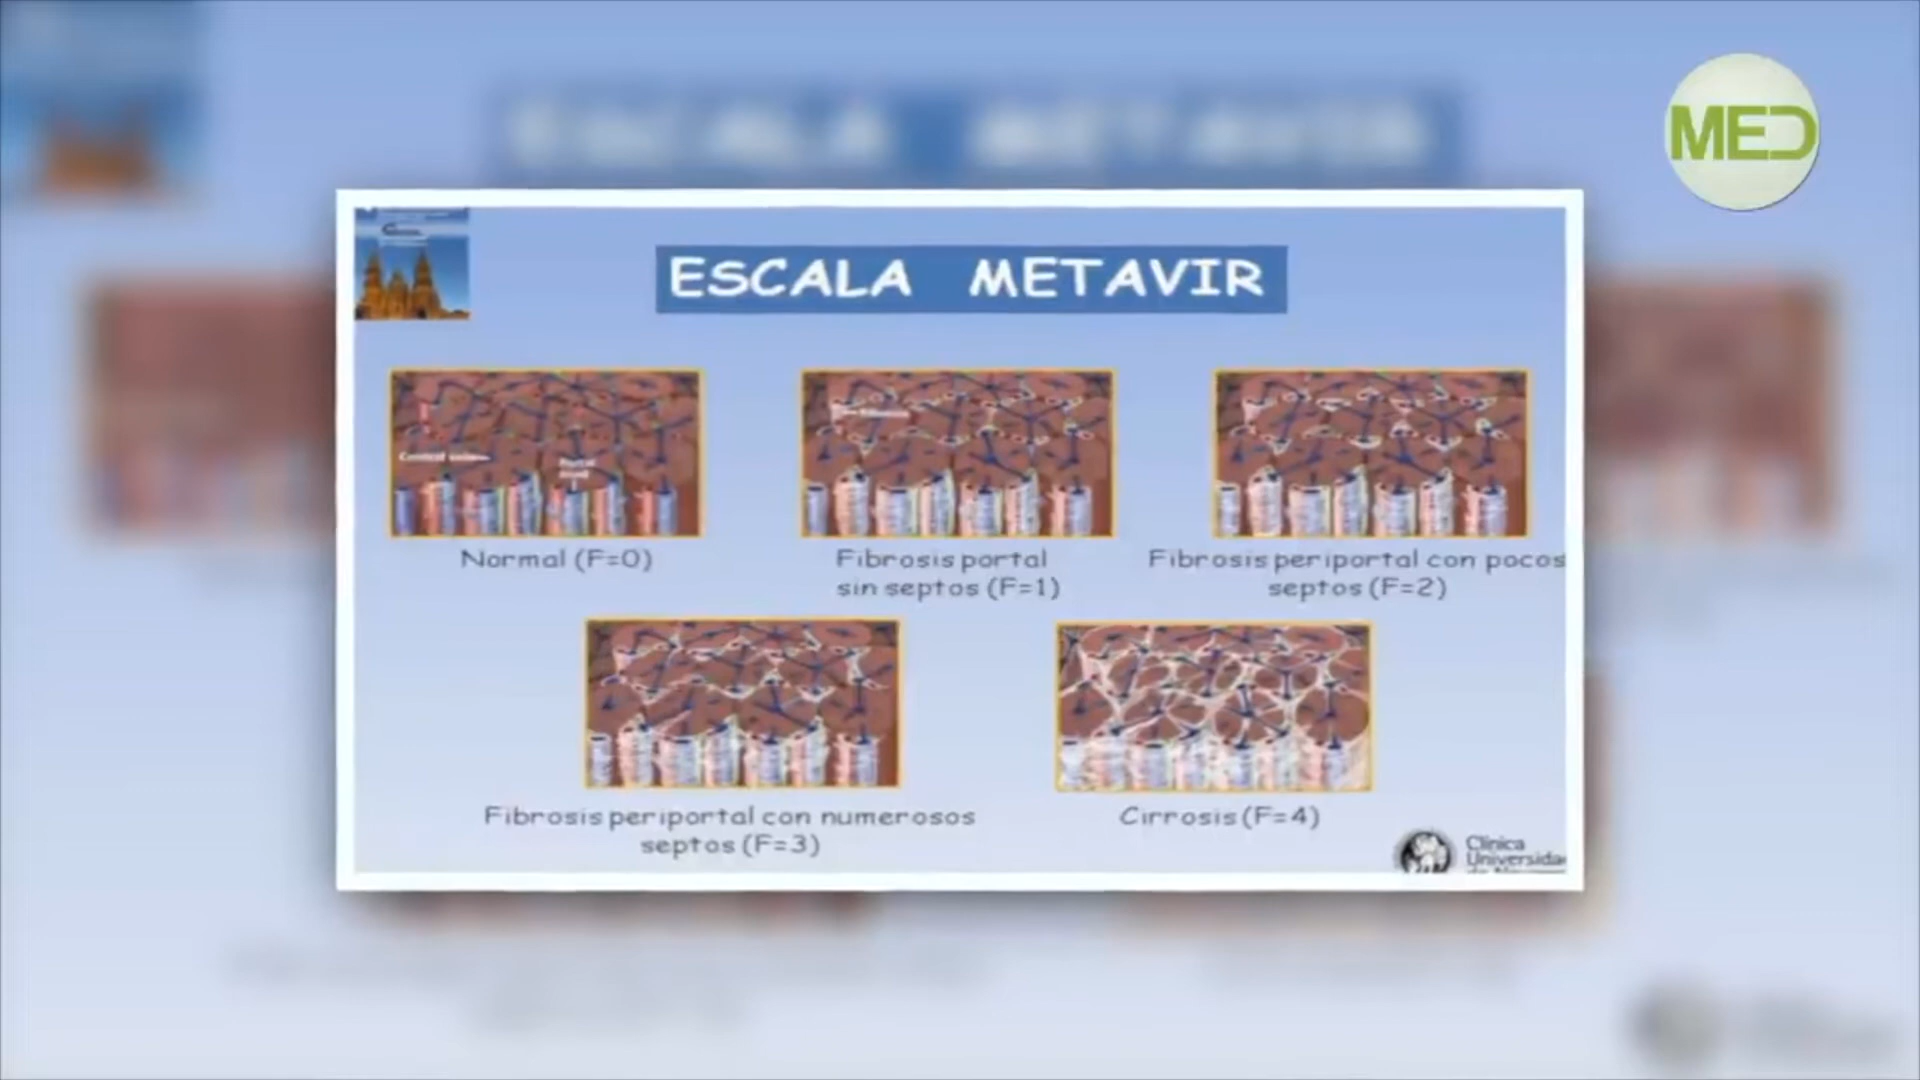 MED
ESCALA METAVIR
Normal (F=0)
Fibrosis portal
sin septos (F=1)
Fibrosis periportal con pocos
septos (F=2)
Fibrosis periportal con numerosos
septos (F=3)
Cirrosis (F=4)
Clínica
Universida